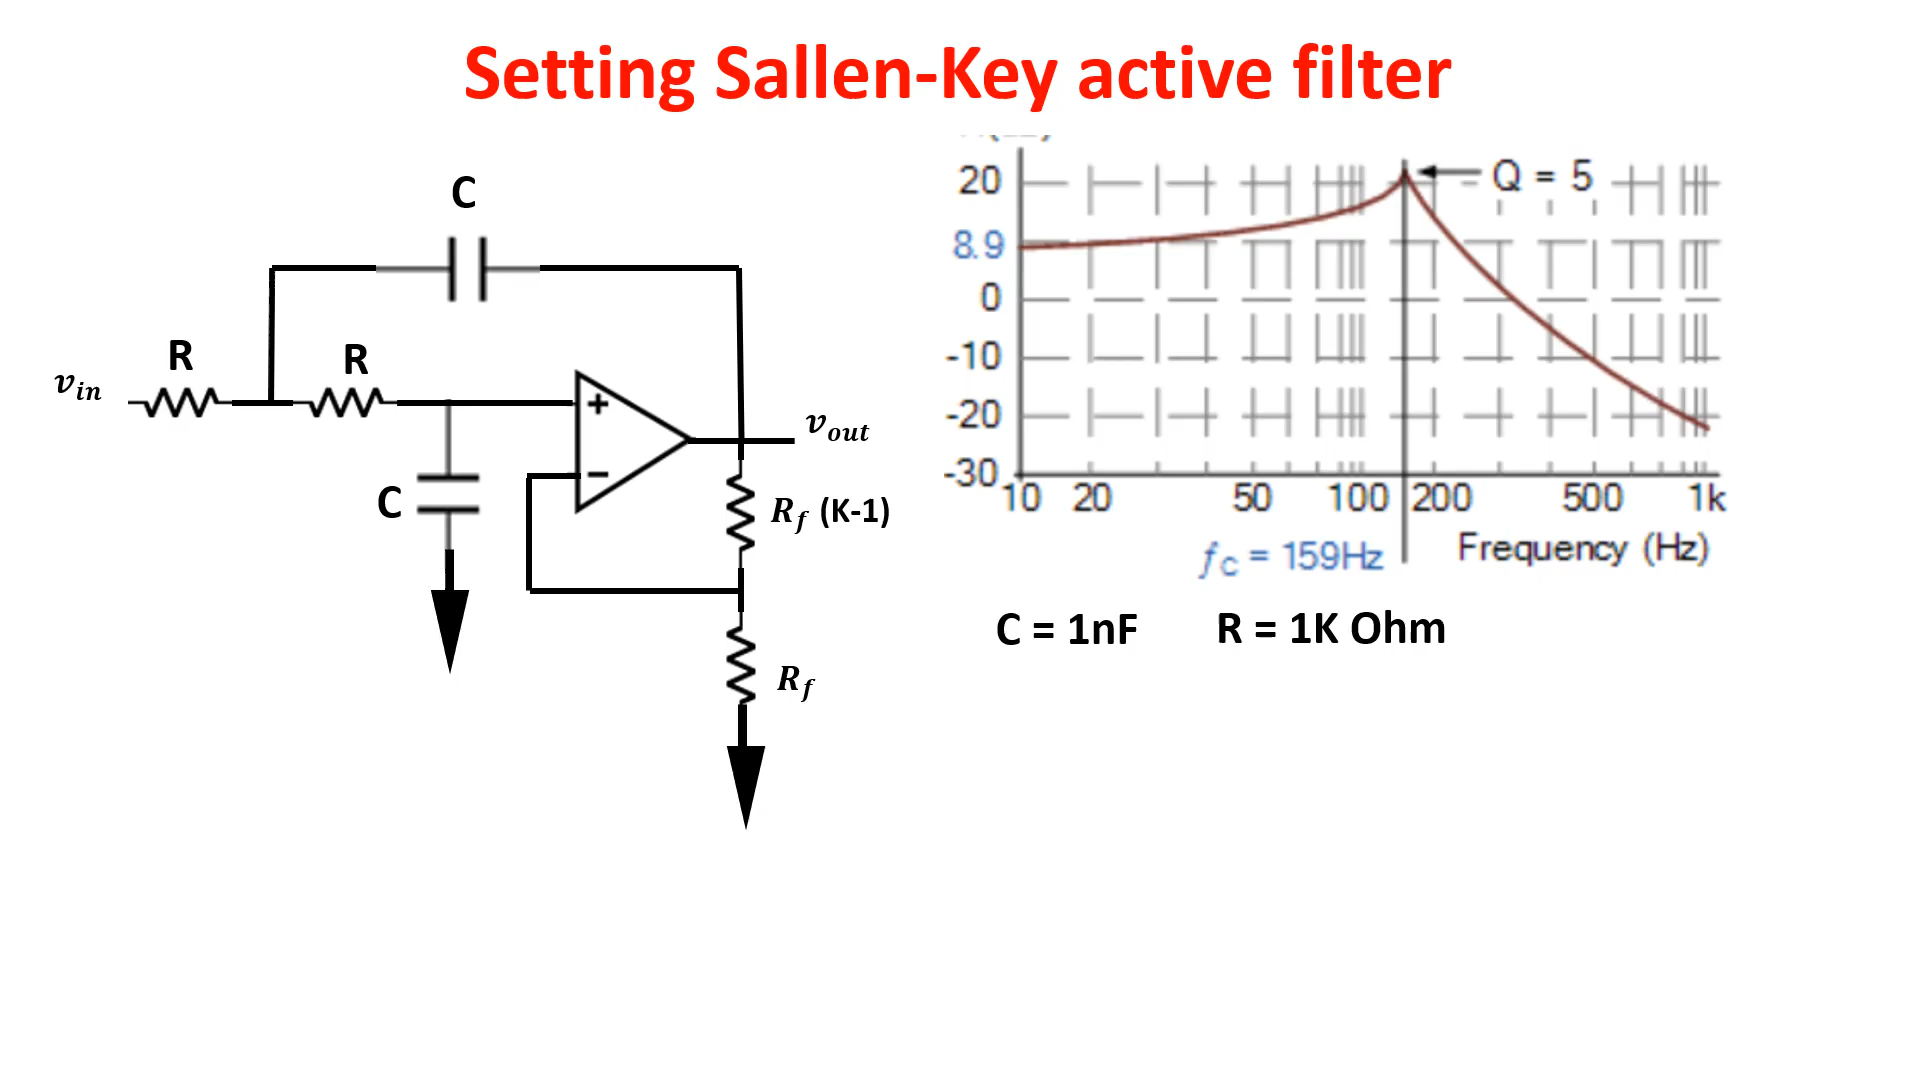 Setting Sallen-Key active filter
C
R
R
v_in
v_out
C
R_f (K-1)
R_f
20
8.9
0
-10
-20
-30
Q = 5
10 20 50 100 200 500 1k
f_C = 159Hz
Frequency (Hz)
C = 1nF R = 1K Ohm